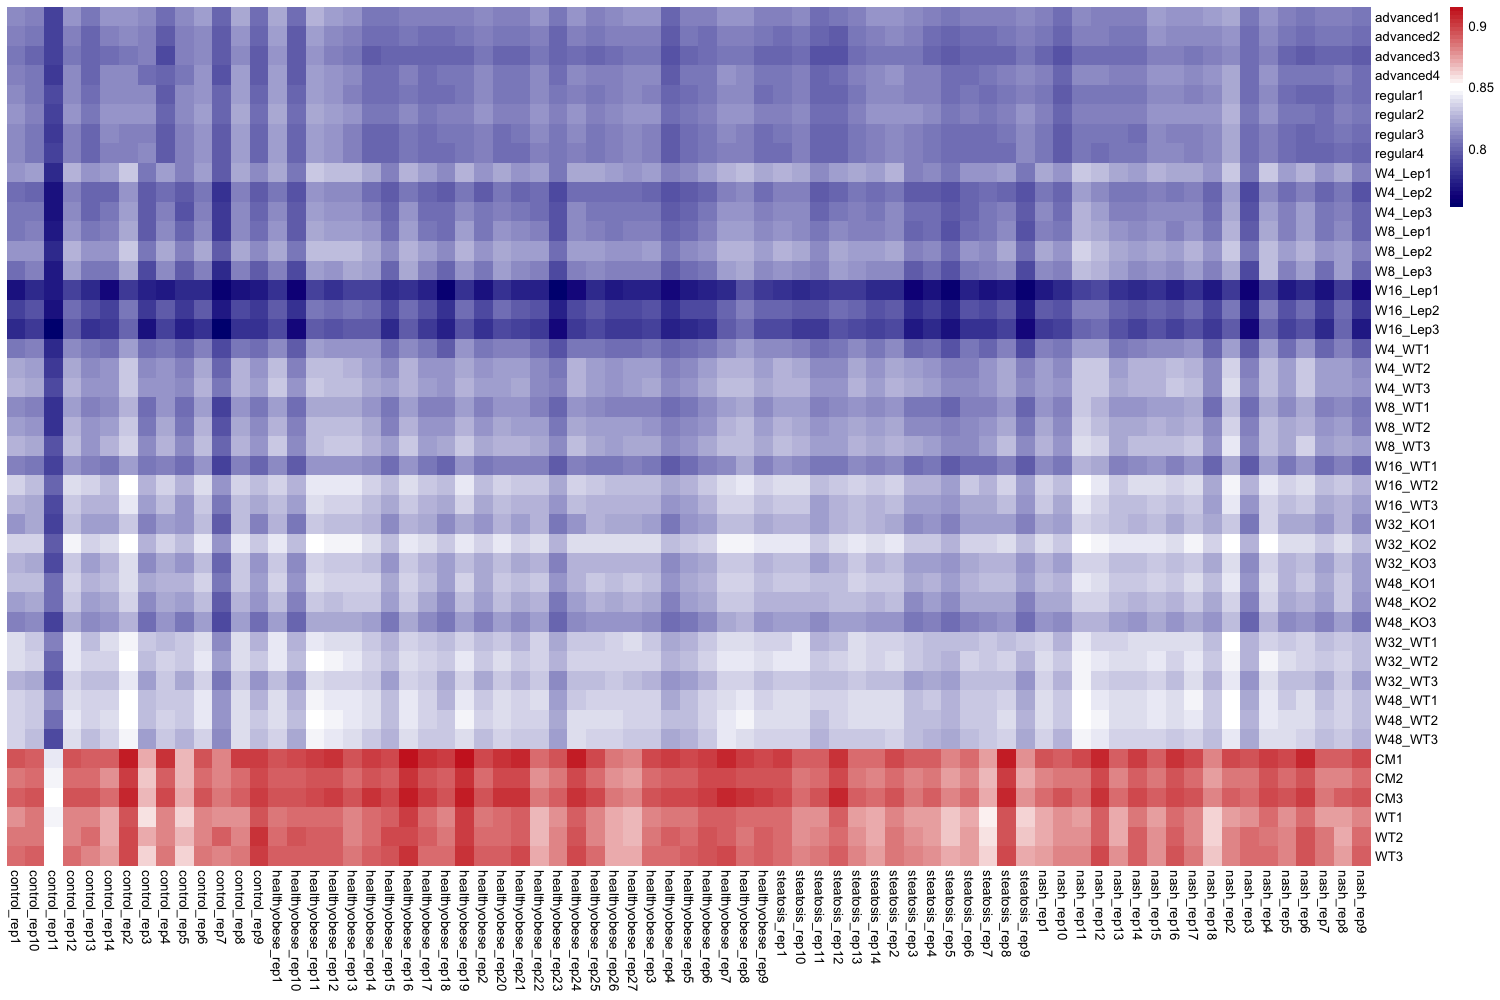 advanced1
advanced2
advanced3
advanced4
regular1
regular2
regular3
regular4
W4_Lep1
W4_Lep2
W4_Lep3
W8_Lep1
W8_Lep2
W8_Lep3
W16_Lep1
W16_Lep2
W16_Lep3
W4_WT1
W4_WT2
W4_WT3
W8_WT1
W8_WT2
W8_WT3
W16_WT1
W16_WT2
W16_WT3
W32_KO1
W32_KO2
W32_KO3
W48_KO1
W48_KO2
W48_KO3
W32_WT1
W32_WT2
W32_WT3
W48_WT1
W48_WT2
W48_WT3
CM1
CM2
CM3
WT1
WT2
WT3
0.9
0.85
0.8
control_rep1
control_rep10
control_rep11
control_rep12
control_rep13
control_rep14
control_rep2
control_rep3
control_rep4
control_rep5
control_rep6
control_rep7
control_rep8
control_rep9
healthyobese_rep1
healthyobese_rep10
healthyobese_rep11
healthyobese_rep12
healthyobese_rep13
healthyobese_rep14
healthyobese_rep15
healthyobese_rep16
healthyobese_rep17
healthyobese_rep18
healthyobese_rep19
healthyobese_rep2
healthyobese_rep20
healthyobese_rep21
healthyobese_rep22
healthyobese_rep23
healthyobese_rep24
healthyobese_rep25
healthyobese_rep26
healthyobese_rep27
healthyobese_rep3
healthyobese_rep4
healthyobese_rep5
healthyobese_rep6
healthyobese_rep7
healthyobese_rep8
healthyobese_rep9
steatosis_rep1
steatosis_rep10
steatosis_rep11
steatosis_rep12
steatosis_rep13
steatosis_rep14
steatosis_rep2
steatosis_rep3
steatosis_rep4
steatosis_rep5
steatosis_rep6
steatosis_rep7
steatosis_rep8
steatosis_rep9
nash_rep1
nash_rep10
nash_rep11
nash_rep12
nash_rep13
nash_rep14
nash_rep15
nash_rep16
nash_rep17
nash_rep18
nash_rep2
nash_rep3
nash_rep4
nash_rep5
nash_rep6
nash_rep7
nash_rep8
nash_rep9